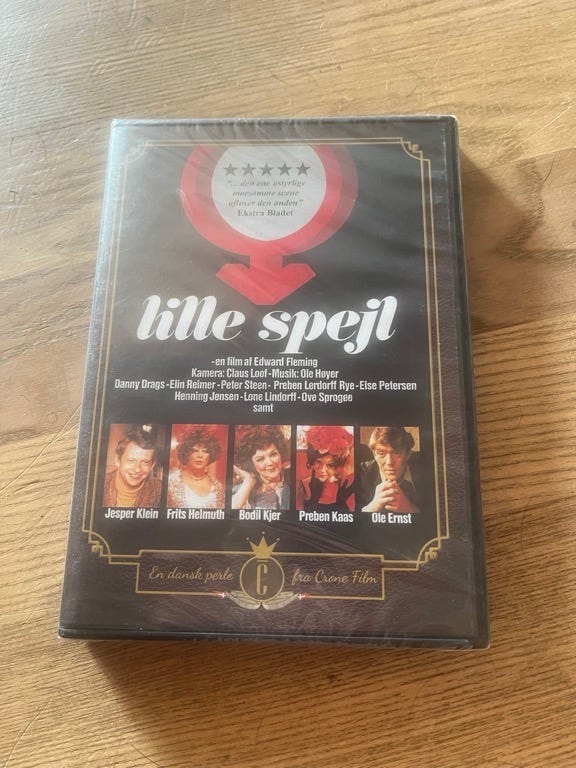 "...den ene ustyrlige
morsomme scene
afløser den anden"
Ekstra Bladet
lille spejl
-en film af Edward Fleming
Kamera: Claus Loof-Musik: Ole Høyer
Danny Drags-Elin Reimer-Peter Steen-Preben Lerdorff Rye-Else Petersen
Henning Jensen-Lone Lindorff-Ove Sprogøe
samt
Jesper Klein Frits Helmuth Bodil Kjer Preben Kaas Ole Ernst
En dansk perle C fra Crone Film